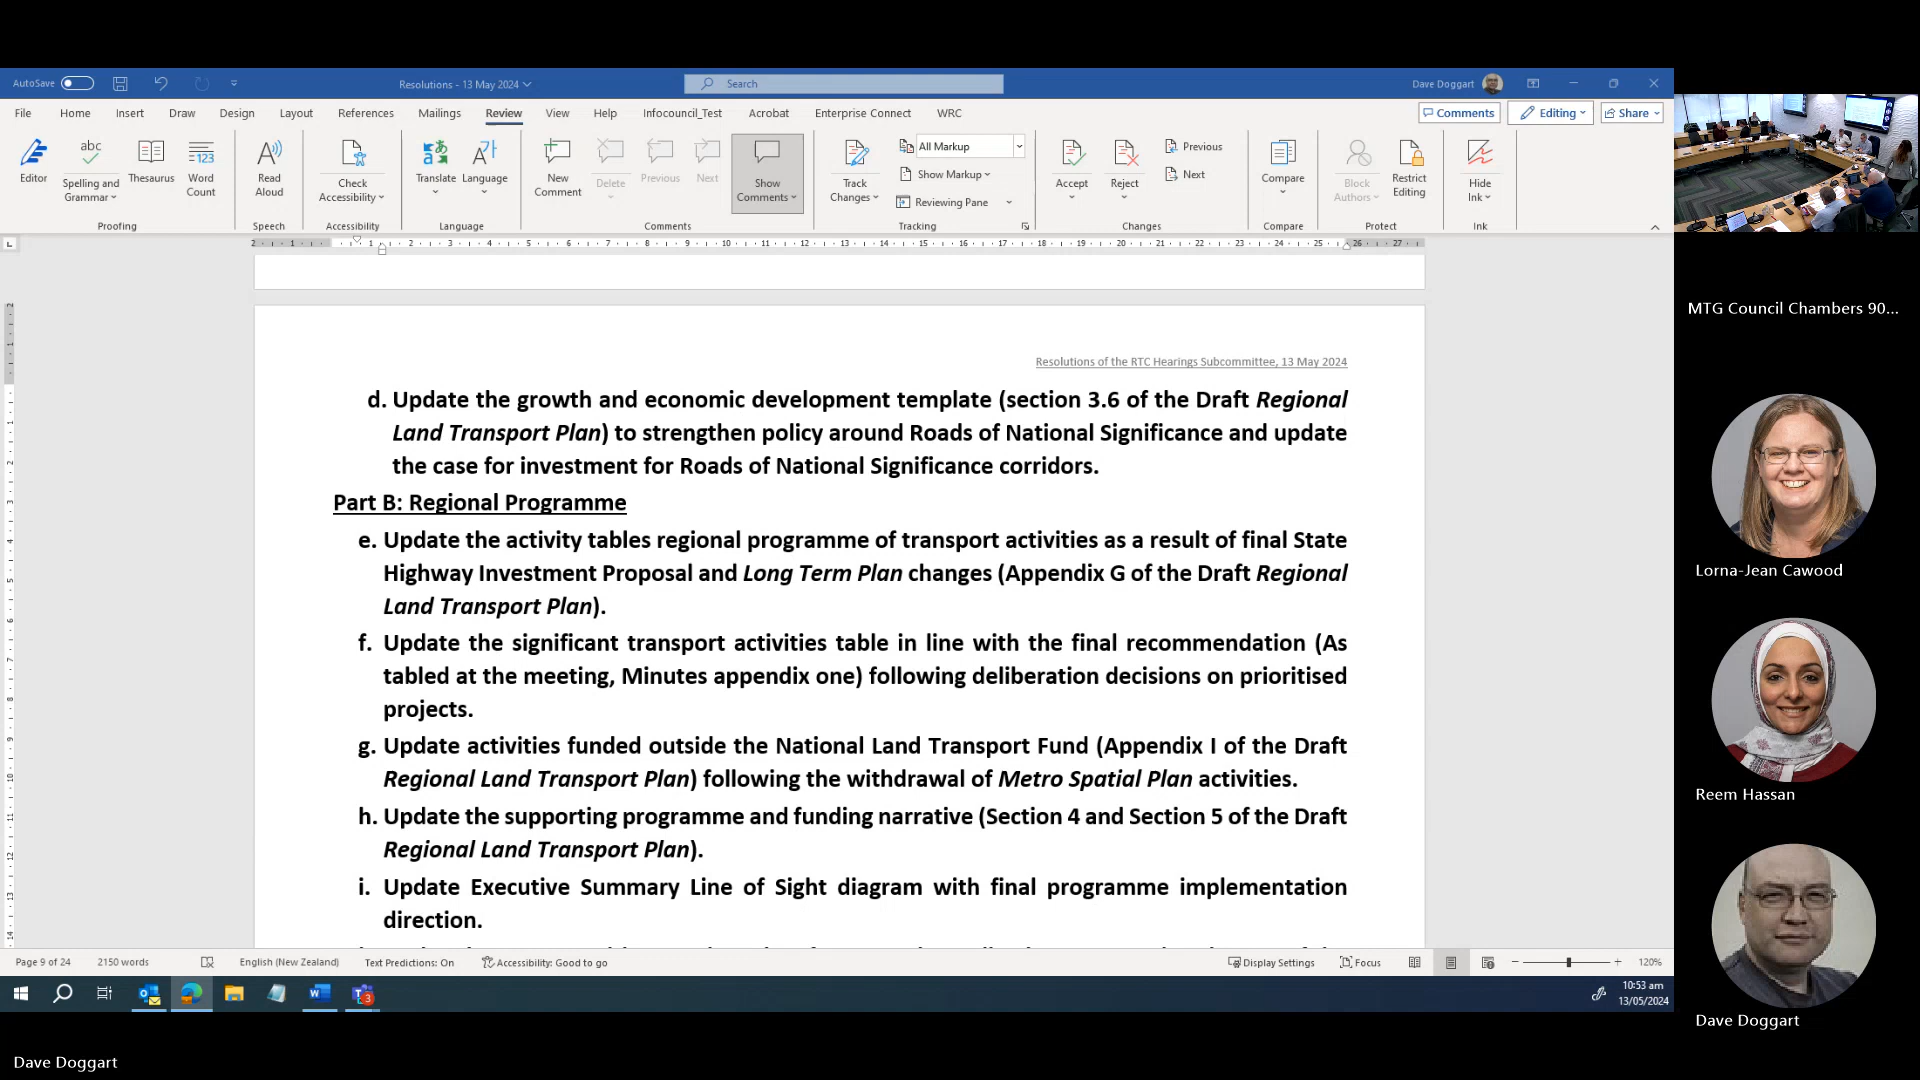 AutoSave
Resolutions - 13 May 2024
Search
Dave Doggart
File Home Insert Draw Design Layout References Mailings Review View Help Infocouncil_Test Acrobat Enterprise Connect WRC
Comments Editing Share
Editor
Spelling and Grammar
Thesaurus
Word Count
Proofing
Read Aloud
Speech
Check Accessibility
Accessibility
Translate
Language
Language
New Comment
Delete
Previous
Next
Show Comments
Comments
Track Changes
All Markup
Show Markup
Reviewing Pane
Tracking
Accept
Reject
Previous
Next
Changes
Compare
Compare
Block Authors
Restrict Editing
Protect
Hide Ink
Ink
Resolutions of the RTC Hearings Subcommittee, 13 May 2024
d. Update the growth and economic development template (section 3.6 of the Draft Regional
Land Transport Plan) to strengthen policy around Roads of National Significance and update
the case for investment for Roads of National Significance corridors.
Part B: Regional Programme
e. Update the activity tables regional programme of transport activities as a result of final State
Highway Investment Proposal and Long Term Plan changes (Appendix G of the Draft Regional
Land Transport Plan).
f. Update the significant transport activities table in line with the final recommendation (As
tabled at the meeting, Minutes appendix one) following deliberation decisions on prioritised
projects.
g. Update activities funded outside the National Land Transport Fund (Appendix I of the Draft
Regional Land Transport Plan) following the withdrawal of Metro Spatial Plan activities.
h. Update the supporting programme and funding narrative (Section 4 and Section 5 of the Draft
Regional Land Transport Plan).
i. Update Executive Summary Line of Sight diagram with final programme implementation
direction.
Page 9 of 24 2150 words English (New Zealand) Text Predictions: On Accessibility: Good to go Display Settings Focus 120%
10:53 am
13/05/2024
MTG Council Chambers 90...
Lorna-Jean Cawood
Reem Hassan
Dave Doggart
Dave Doggart